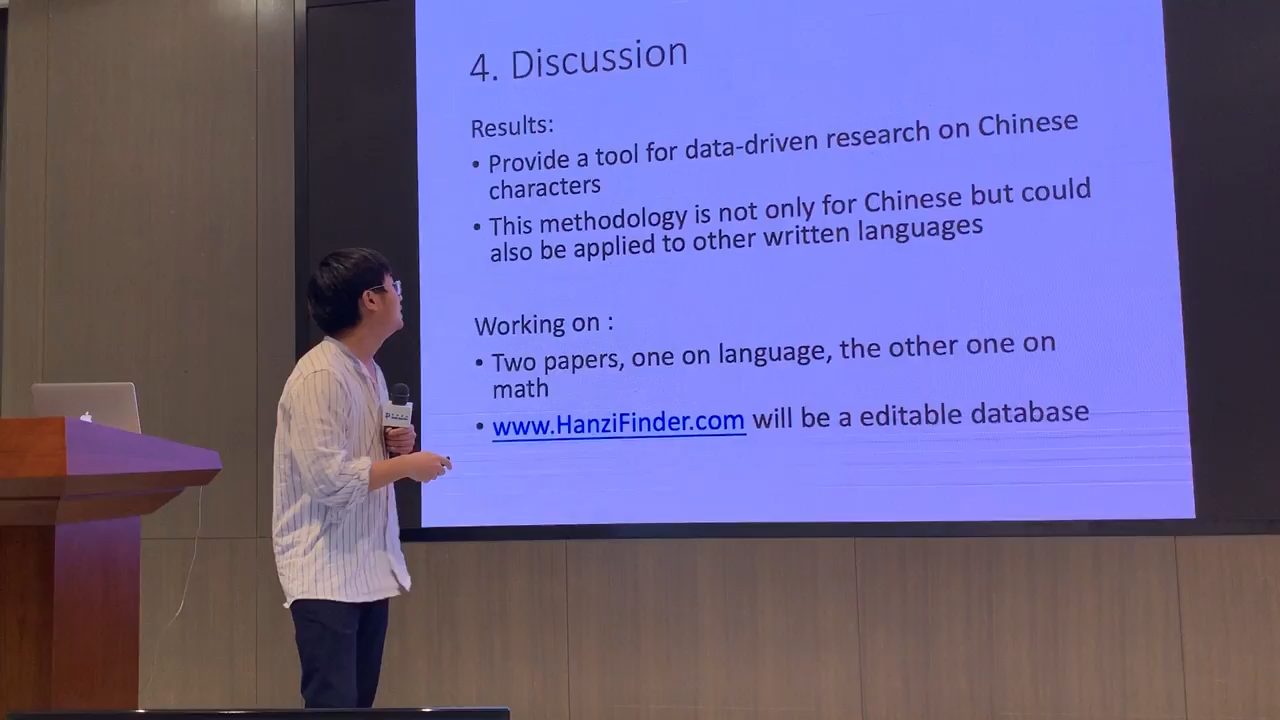 4. Discussion
Results:
• Provide a tool for data-driven research on Chinese
characters
• This methodology is not only for Chinese but could
also be applied to other written languages
Working on :
• Two papers, one on language, the other one on
math
• www.HanziFinder.com will be a editable database